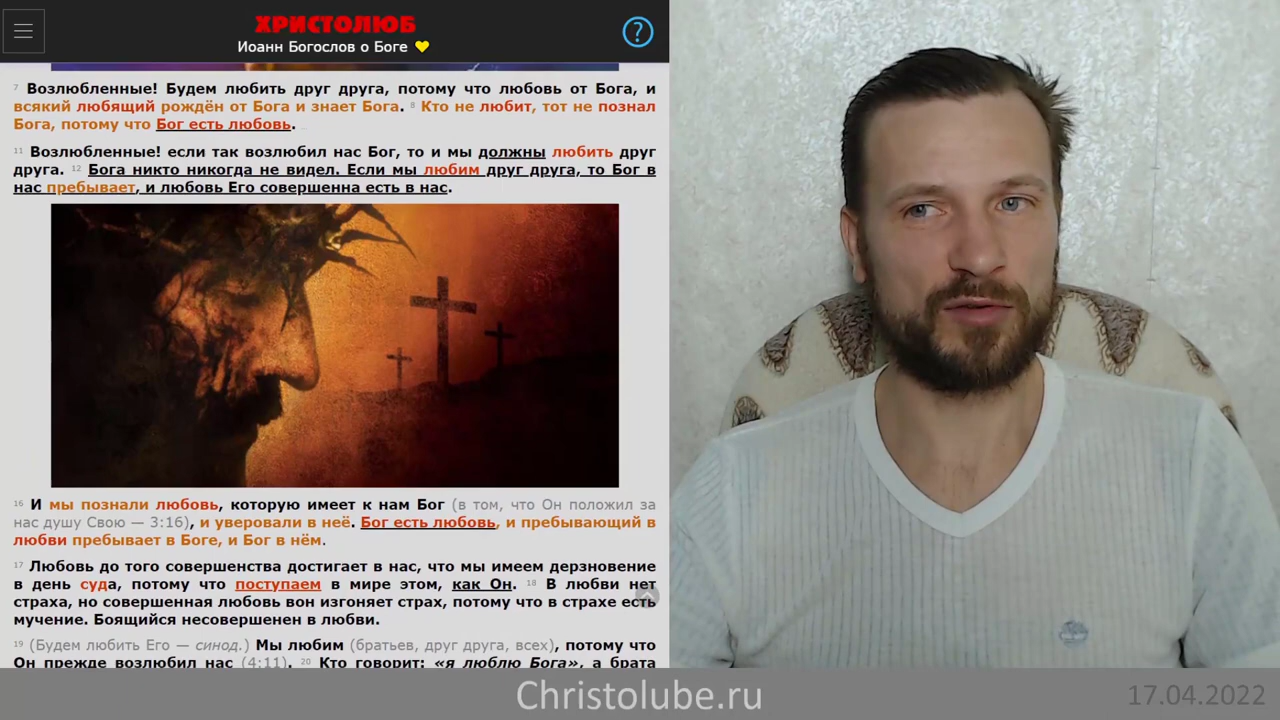 ХРИСТОЛЮБ
Иоанн Богослов о Боге 💛
?
7 Возлюбленные! Будем любить друг друга, потому что любовь от Бога, и
всякий любящий рождён от Бога и знает Бога. 8 Кто не любит, тот не познал
Бога, потому что Бог есть любовь.
11 Возлюбленные! если так возлюбил нас Бог, то и мы должны любить друг
друга. 12 Бога никто никогда не видел. Если мы любим друг друга, то Бог в
нас пребывает, и любовь Его совершенна есть в нас.
16 И мы познали любовь, которую имеет к нам Бог (в том, что Он положил за
нас душу Свою — 3:16), и уверовали в неё. Бог есть любовь, и пребывающий в
любви пребывает в Боге, и Бог в нём.
17 Любовь до того совершенства достигает в нас, что мы имеем дерзновение
в день суда, потому что поступаем в мире этом, как Он. 18 В любви нет
страха, но совершенная любовь вон изгоняет страх, потому что в страхе есть
мучение. Боящийся несовершенен в любви.
19 (Будем любить Его — синод.) Мы любим (братьев, друг друга, всех), потому что
Он прежде возлюбил нас (4:11). 20 Кто говорит: «я люблю Бога», а брата
Christolube.ru
17.04.2022